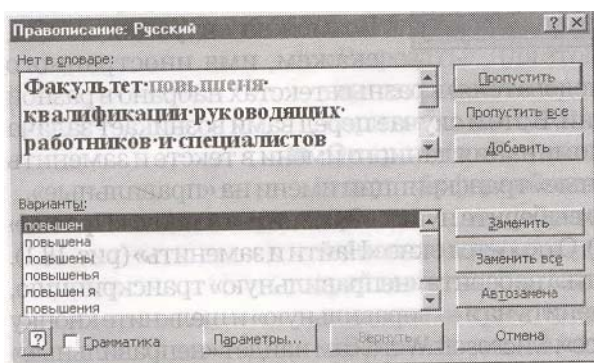 Правописание: Русский
Нет в словаре:
Факультет·повышеня·
квалификации·руководящих·
работников·и·специалистов
Пропустить
Пропустить все
Добавить
Варианты:
повышен
повышена
повышены
повышенья
повышен я
повышения
Заменить
Заменить все
Автозамена
Грамматика
Параметры...
Вернуть
Отмена